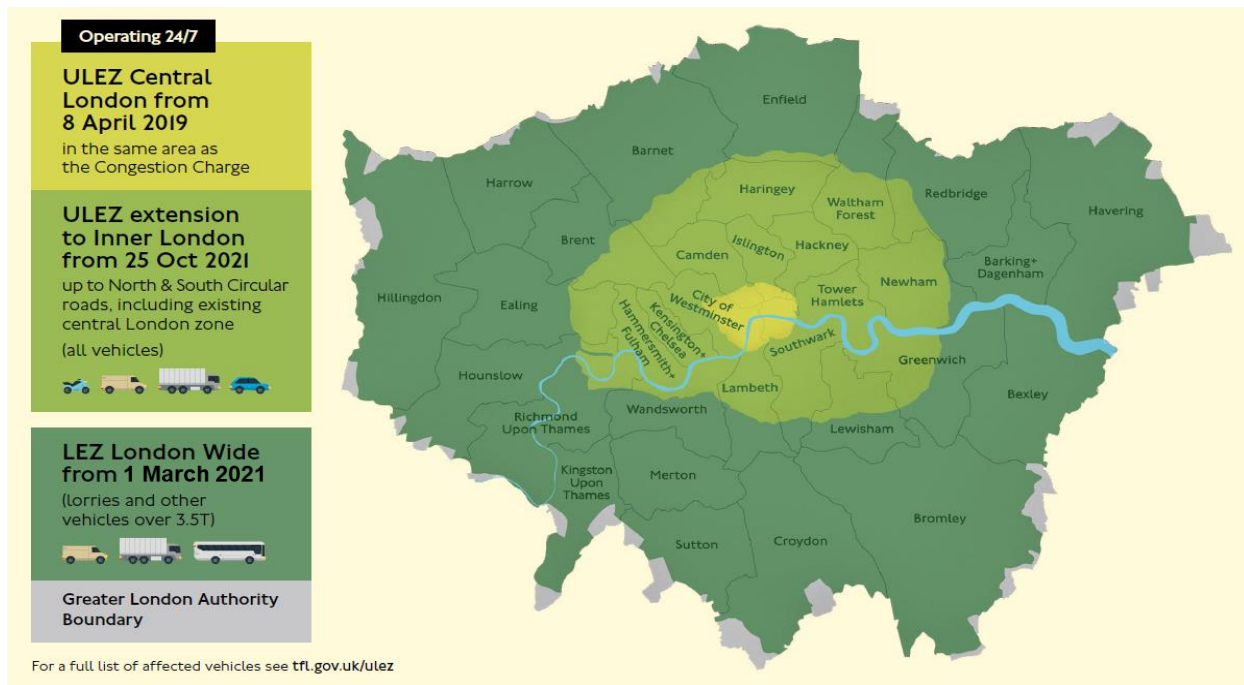 Operating 24/7
ULEZ Central
London from
8 April 2019
in the same area as
the Congestion Charge
ULEZ extension
to Inner London
from 25 Oct 2021
up to North & South Circular
roads, including existing
central London zone
(all vehicles)
LEZ London Wide
from 1 March 2021
(lorries and other
vehicles over 3.5T)
Greater London Authority
Boundary
For a full list of affected vehicles see tfl.gov.uk/ulez
Enfield
Barnet
Harrow
Haringey
Redbridge
Waltham
Forest
Havering
Brent
Islington
Hackney
Camden
Barking+
Dagenham
Hillingdon
Ealing
Newham
Tower
Hamlets
City of
Westminster
Kensington+
Chelsea
Hammersmith+
Fulham
Southwark
Greenwich
Hounslow
Lambeth
Bexley
Wandsworth
Richmond
Upon Thames
Lewisham
Kingston
Upon
Thames
Merton
Bromley
Sutton
Croydon